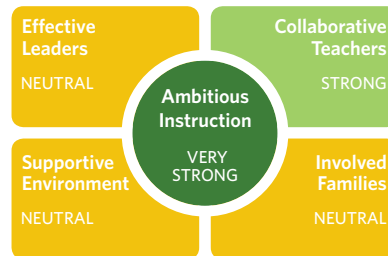 Effective
Leaders
NEUTRAL
Collaborative
Teachers
STRONG
Ambitious
Instruction
VERY
STRONG
Supportive
Environment
NEUTRAL
Involved
Families
NEUTRAL